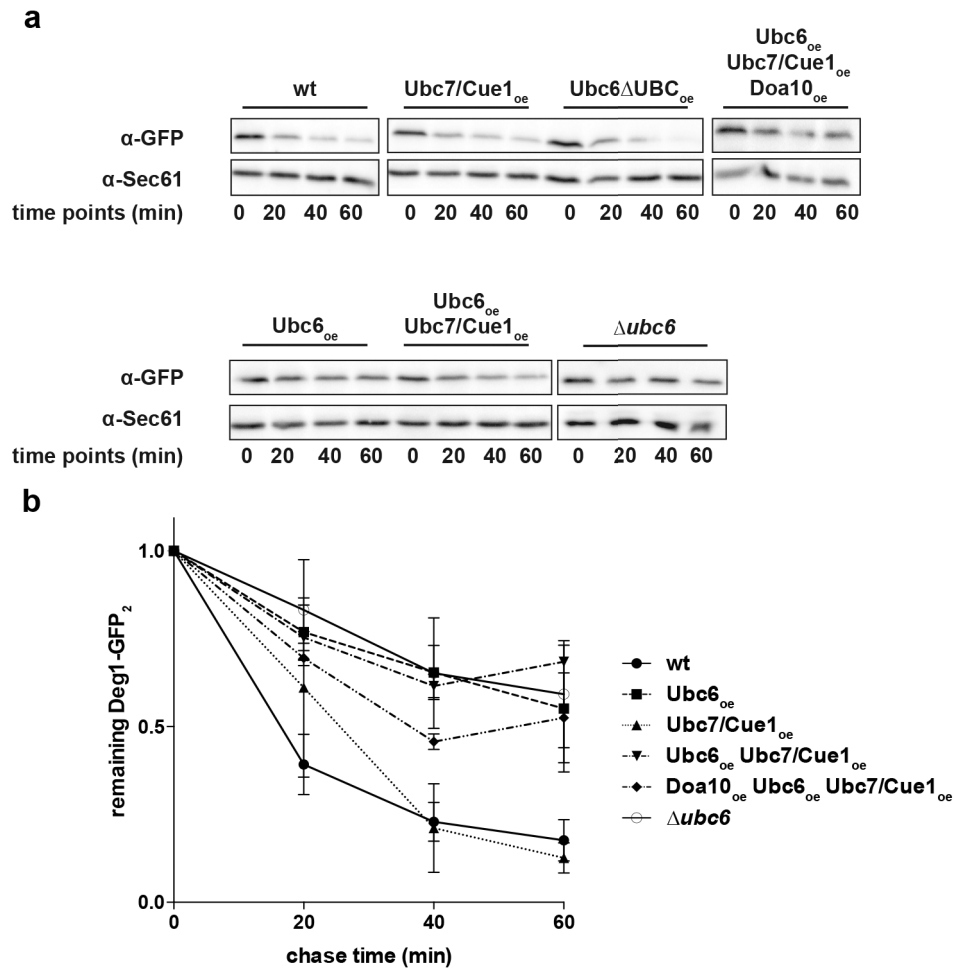 a
Ubc6oe
Ubc7/Cue1oe
wt Ubc7/Cue1oe Ubc6ΔUBCoe Doa10oe
α-GFP
α-Sec61
time points (min) 0 20 40 60 0 20 40 60 0 20 40 60 0 20 40 60
Ubc6oe
Ubc6oe Ubc7/Cue1oe Δubc6
α-GFP
α-Sec61
time points (min) 0 20 40 60 0 20 40 60 0 20 40 60
b
1.0
0.5
0.0
remaining Deg1-GFP2
0 20 40 60
chase time (min)
wt
Ubc6oe
Ubc7/Cue1oe
Ubc6oe Ubc7/Cue1oe
Doa10oe Ubc6oe Ubc7/Cue1oe
Δubc6